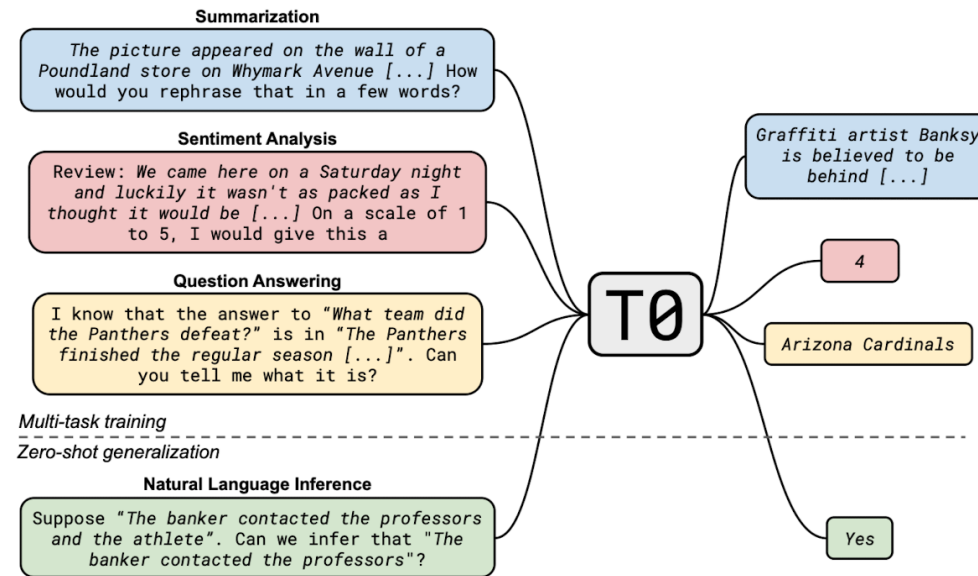 Summarization
The picture appeared on the wall of a
Poundland store on Whymark Avenue [...] How
would you rephrase that in a few words?
Sentiment Analysis
Review: We came here on a Saturday night
and luckily it wasn't as packed as I
thought it would be [...] On a scale of 1
to 5, I would give this a
Question Answering
I know that the answer to “What team did
the Panthers defeat?” is in “The Panthers
finished the regular season [...]”. Can
you tell me what it is?
Multi-task training
Zero-shot generalization
Natural Language Inference
Suppose “The banker contacted the professors
and the athlete”. Can we infer that "The
banker contacted the professors"?
T0
Graffiti artist Banksy
is believed to be
behind [...]
4
Arizona Cardinals
Yes